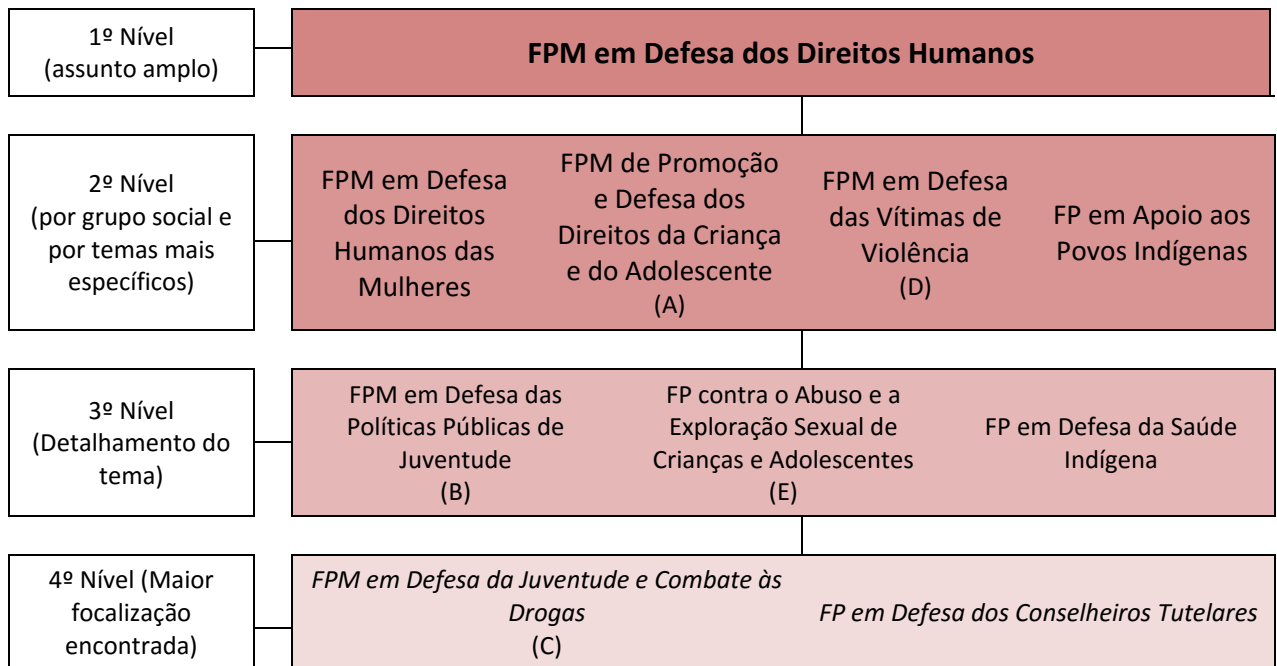 1º Nível
(assunto amplo)
FPM em Defesa dos Direitos Humanos
2º Nível
(por grupo social e
por temas mais
específicos)
FPM em Defesa
dos Direitos
Humanos das
Mulheres
FPM de Promoção
e Defesa dos
Direitos da Criança
e do Adolescente
(A)
FPM em Defesa
das Vítimas de
Violência
(D)
FP em Apoio aos
Povos Indígenas
3º Nível
(Detalhamento do
tema)
FPM em Defesa das
Políticas Públicas de
Juventude
(B)
FP contra o Abuso e a
Exploração Sexual de
Crianças e Adolescentes
(E)
FP em Defesa da Saúde
Indígena
4º Nível (Maior
focalização
encontrada)
FPM em Defesa da Juventude e Combate às
Drogas
(C)
FP em Defesa dos Conselheiros Tutelares